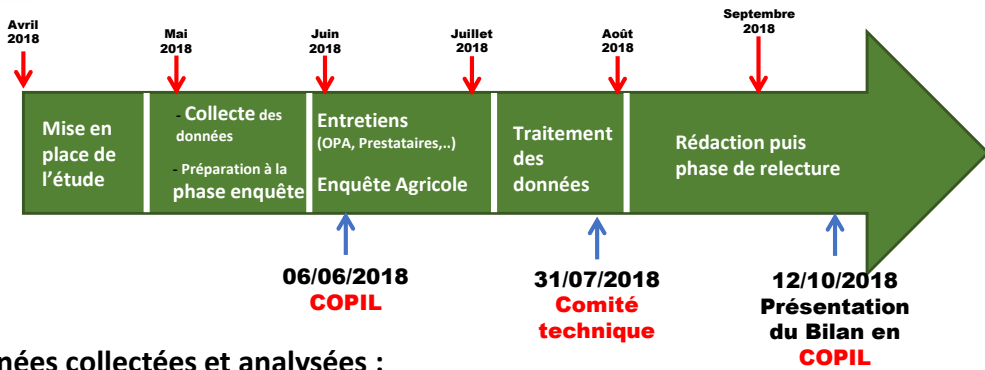 Avril
2018
Mai
2018
Juin
2018
Juillet
2018
Août
2018
Septembre
2018
Mise en
place de
l'étude
- Collecte des
données
- Préparation à la
phase enquête
Entretiens
(OPA, Prestataires,..)
Enquête Agricole
Traitement
des
données
Rédaction puis
phase de relecture
06/06/2018
COPIL
31/07/2018
Comité
technique
12/10/2018
Présentation
du Bilan en
COPIL
nées collectées et analysées :